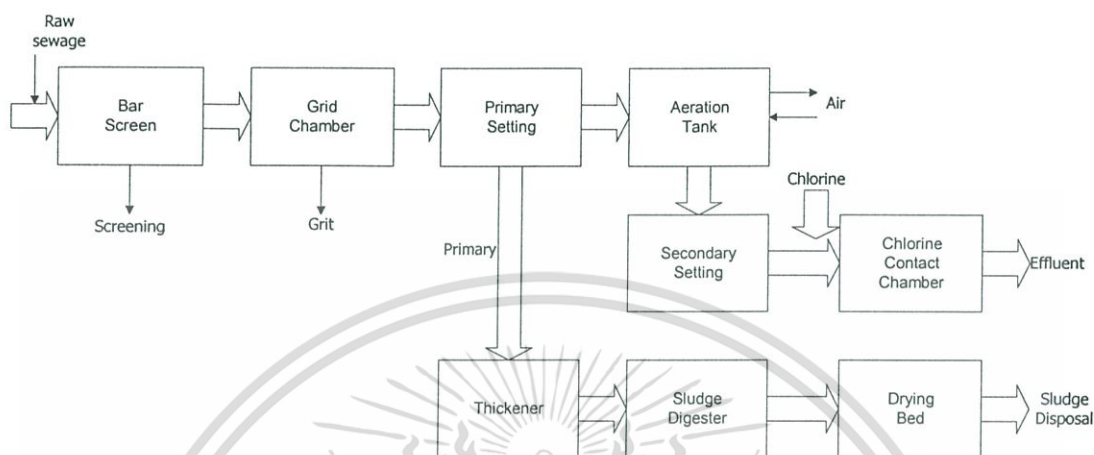 Raw
sewage
Bar
Screen
Grid
Chamber
Primary
Setting
Aeration
Tank
Air
Screening
Grit
Chlorine
Primary
Secondary
Setting
Chlorine
Contact
Chamber
Effluent
Thickener
Sludge
Digester
Drying
Bed
Sludge
Disposal